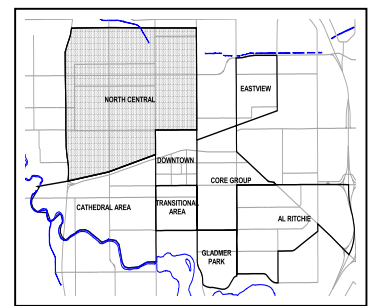 EASTVIEW
NORTH CENTRAL
DOWNTOWN
CORE GROUP
CATHEDRAL AREA
TRANSITIONAL
AREA
AL RITCHIE
GLADMER
PARK